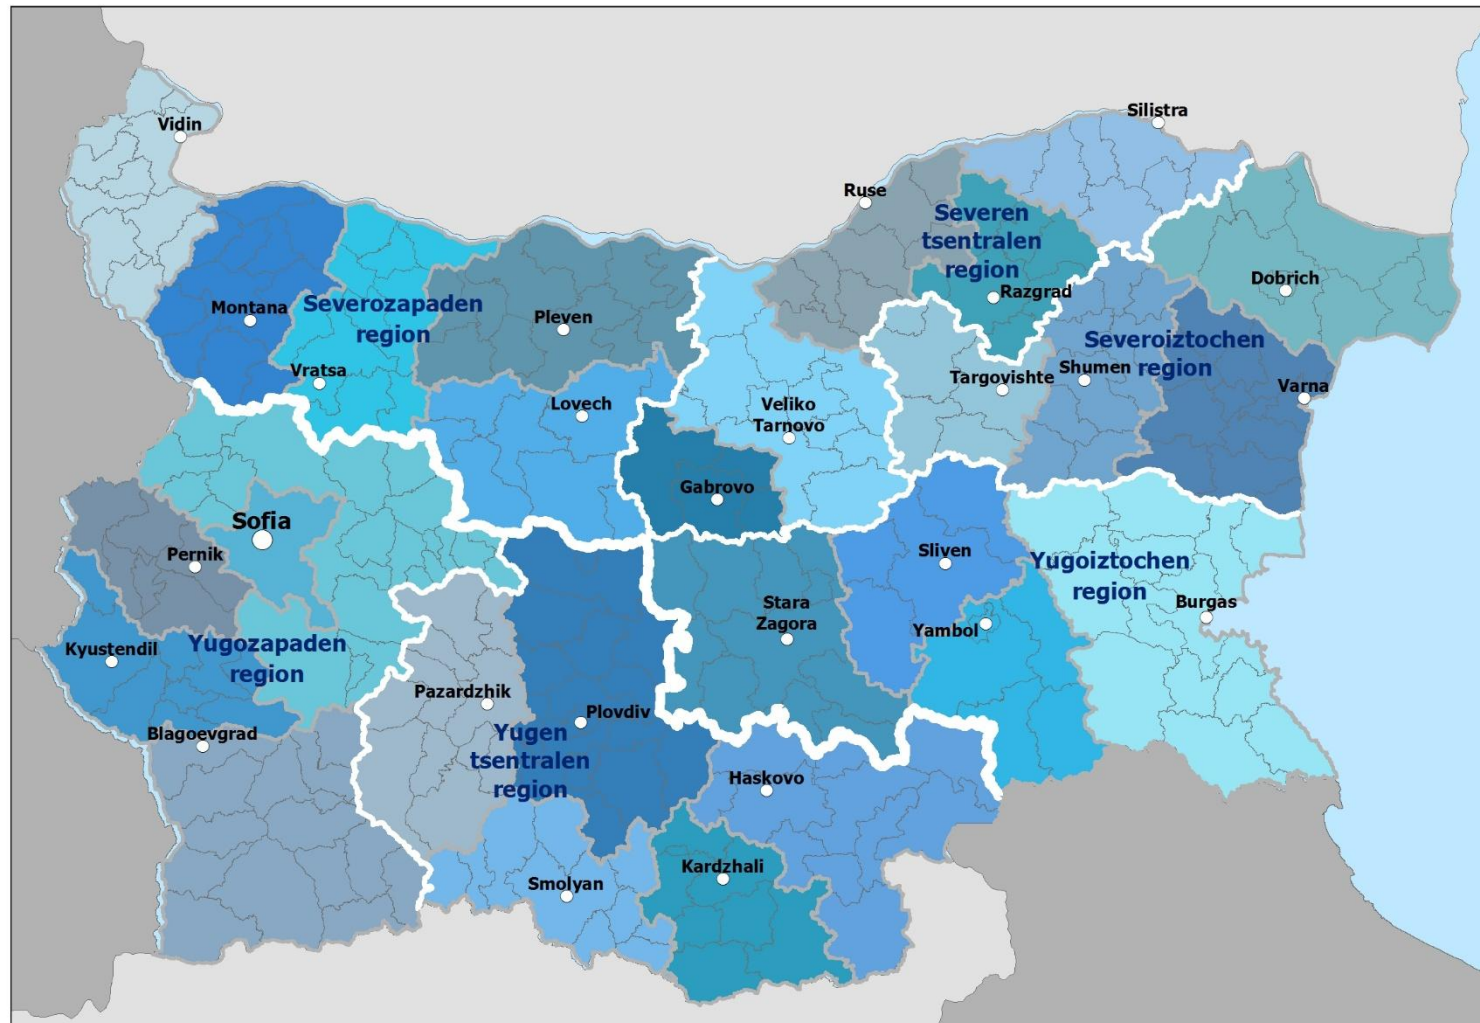 Silistra
Vidin
Ruse
Severen
tsentralen
region
Dobrich
Razgrad
Montana
Severozapaden
region
Pleven
Severoiztochen
region
Vratsa
Targovishte
Shumen
Varna
Lovech
Veliko
Tarnovo
Gabrovo
Sofia
Pernik
Sliven
Yugoiztochen
region
Stara
Zagora
Burgas
Yambol
Kyustendil
Yugozapaden
region
Pazardzhik
Plovdiv
Blagoevgrad
Yugen
tsentralen
region
Haskovo
Kardzhali
Smolyan